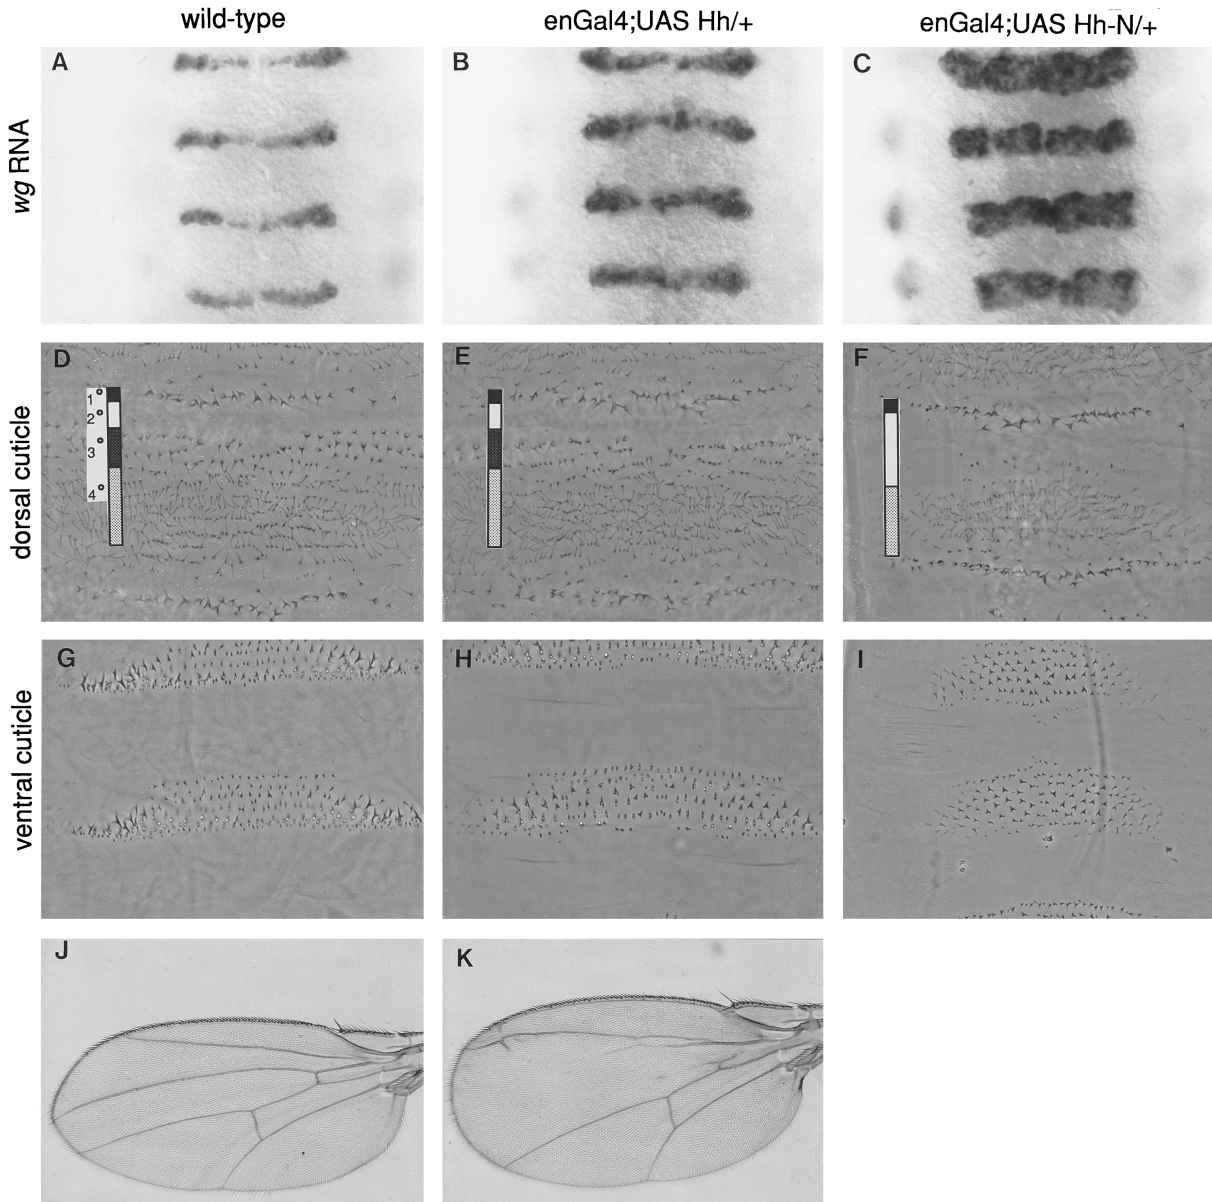 wild-type
enGal4;UAS Hh/+
enGal4;UAS Hh-N/+
wg RNA
A
B
C
dorsal cuticle
D
1
2
3
4
E
F
ventral cuticle
G
H
I
J
K